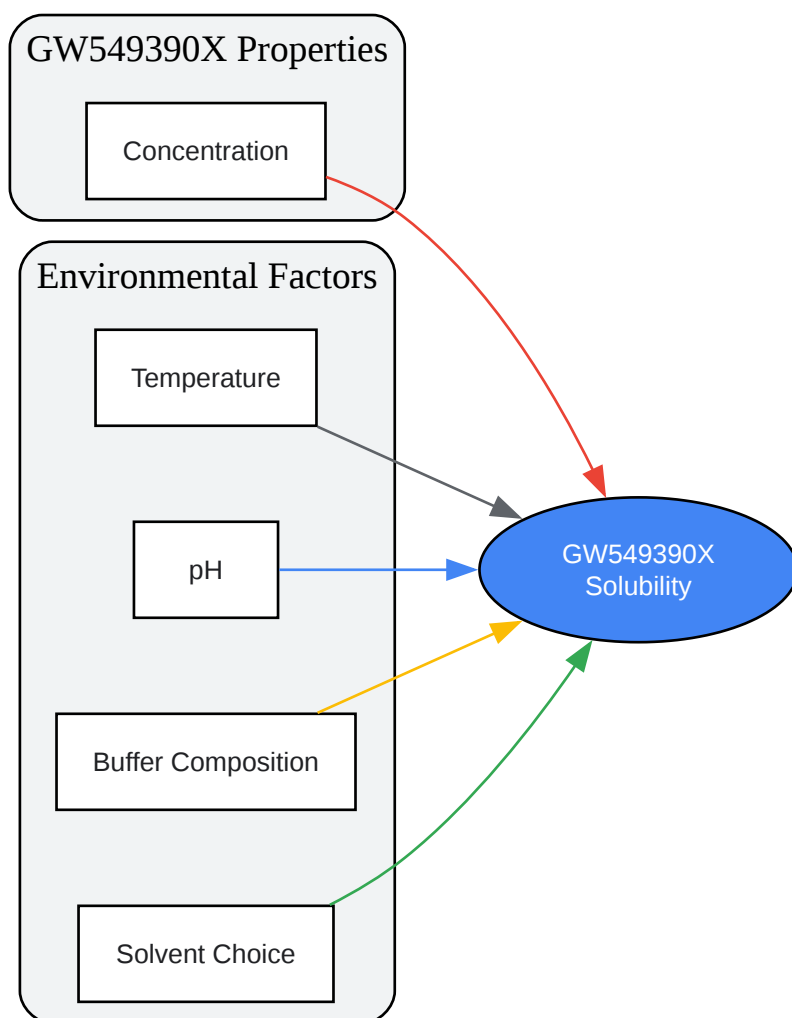 GW549390X Properties
Concentration
Environmental Factors
Temperature
pH
Buffer Composition
Solvent Choice
GW549390X
Solubility